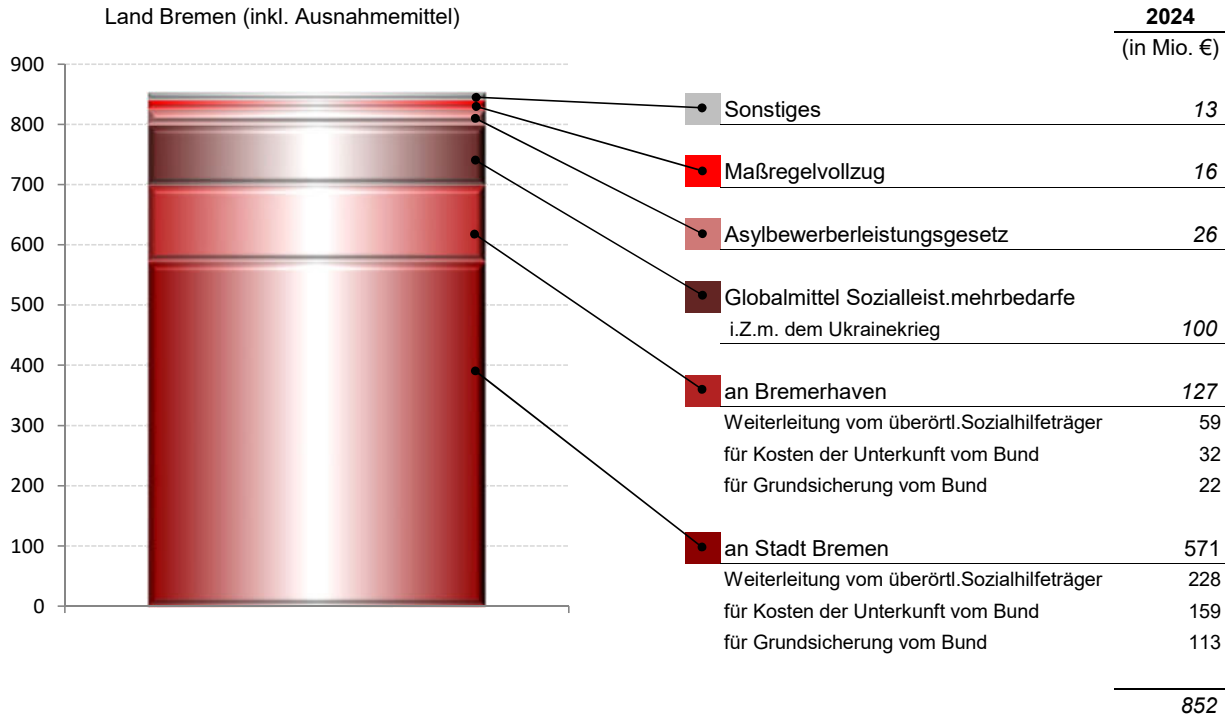 Land Bremen (inkl. Ausnahmemittel)
2024
(in Mio. €)
900
800
700
600
500
400
300
200
100
0
Sonstiges 13
Maßregelvollzug 16
Asylbewerberleistungsgesetz 26
Globalmittel Sozialleist.mehrbedarfe
i.Z.m. dem Ukrainekrieg 100
an Bremerhaven 127
Weiterleitung vom überörtl.Sozialhilfeträger 59
für Kosten der Unterkunft vom Bund 32
für Grundsicherung vom Bund 22
an Stadt Bremen 571
Weiterleitung vom überörtl.Sozialhilfeträger 228
für Kosten der Unterkunft vom Bund 159
für Grundsicherung vom Bund 113
852